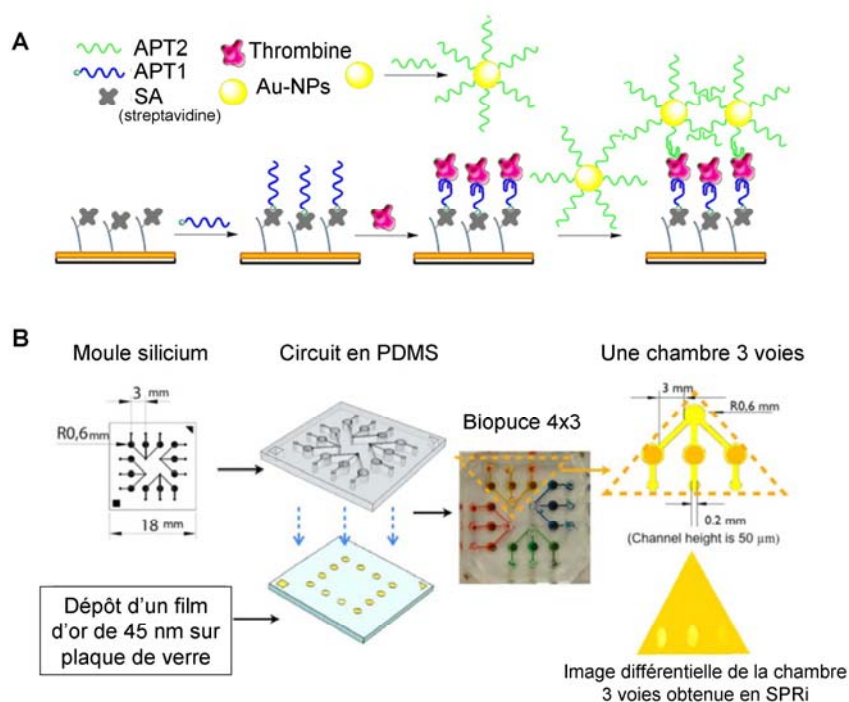 A
APT2
APT1
SA
(streptavidine)
Thrombine
Au-NPs
B
Moule silicium
3 mm
R0,6 mm
18 mm
Circuit en PDMS
Biopuce 4x3
Une chambre 3 voies
3 mm
R0,6 mm
0.2 mm
(Channel height is 50 µm)
Dépôt d'un film
d'or de 45 nm sur
plaque de verre
Image différentielle de la chambre
3 voies obtenue en SPRi